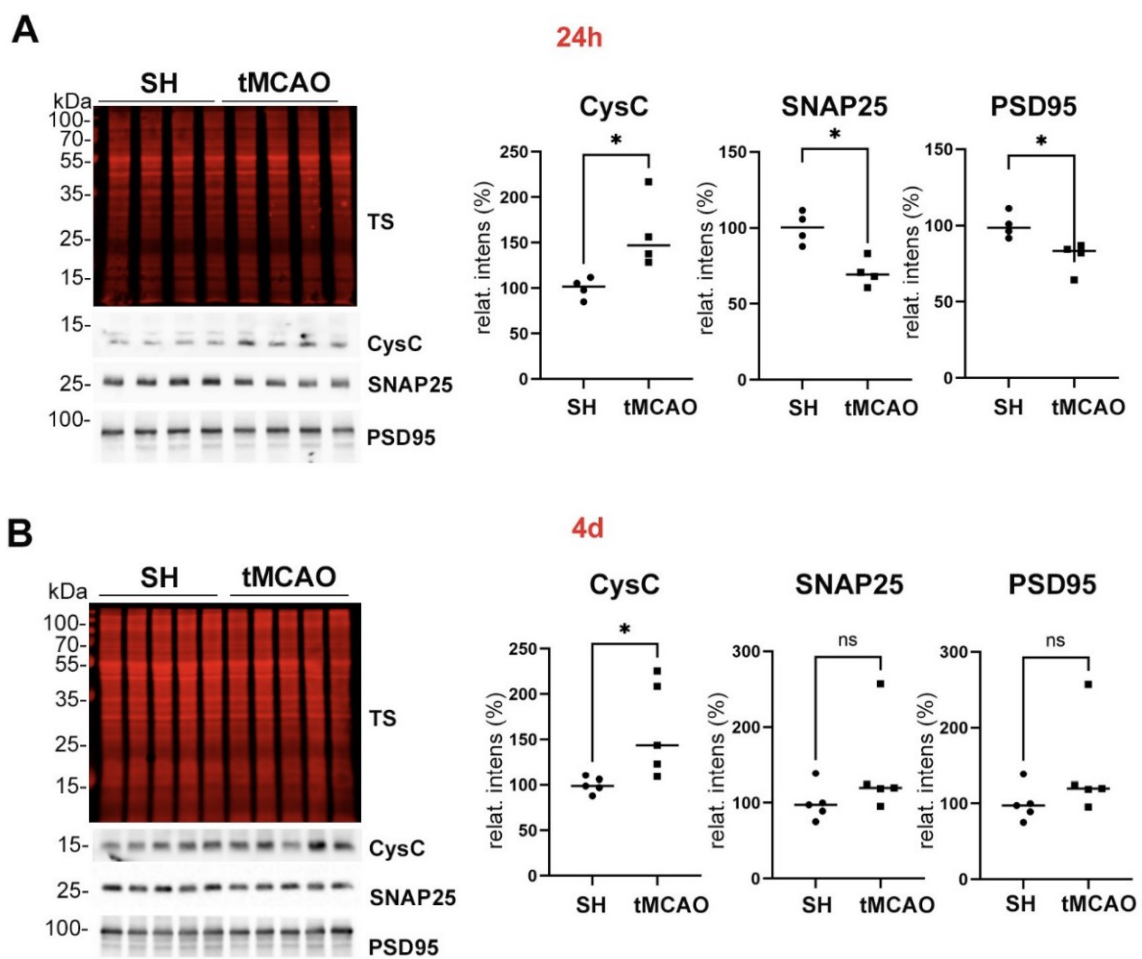 A
24h
SH tMCAO
kDa
100-
70-
55-
35-
25-
15-
TS
15-
CysC
25-
SNAP25
100-
PSD95
CysC
*
relat. intens (%)
250
200
150
100
50
0
SH tMCAO
SNAP25
*
relat. intens (%)
150
100
50
0
SH tMCAO
PSD95
*
relat. intens (%)
150
100
50
0
SH tMCAO
B
4d
SH tMCAO
kDa
100-
70-
55-
35-
25-
15-
TS
15-
CysC
25-
SNAP25
100-
PSD95
CysC
*
relat. intens (%)
250
200
150
100
50
0
SH tMCAO
SNAP25
ns
relat. intens (%)
300
200
100
0
SH tMCAO
PSD95
ns
relat. intens (%)
300
200
100
0
SH tMCAO